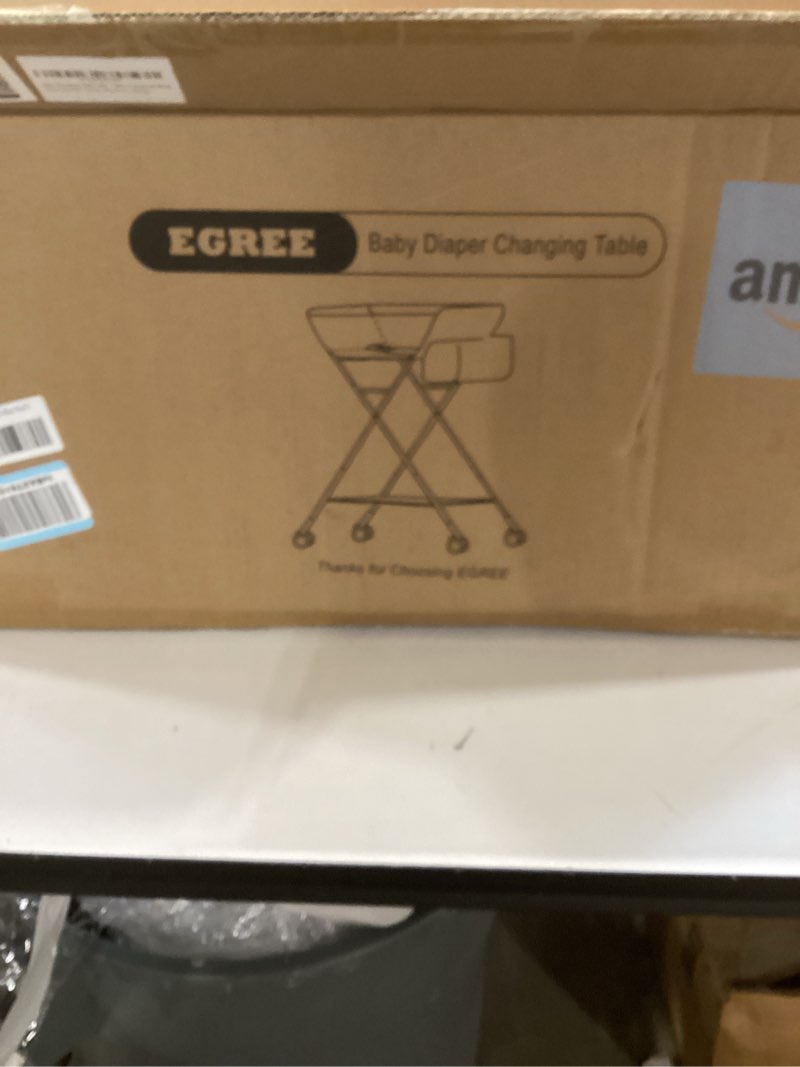 EGREE Baby Diaper Changing Table
am
Thanks for Choosing EGREE